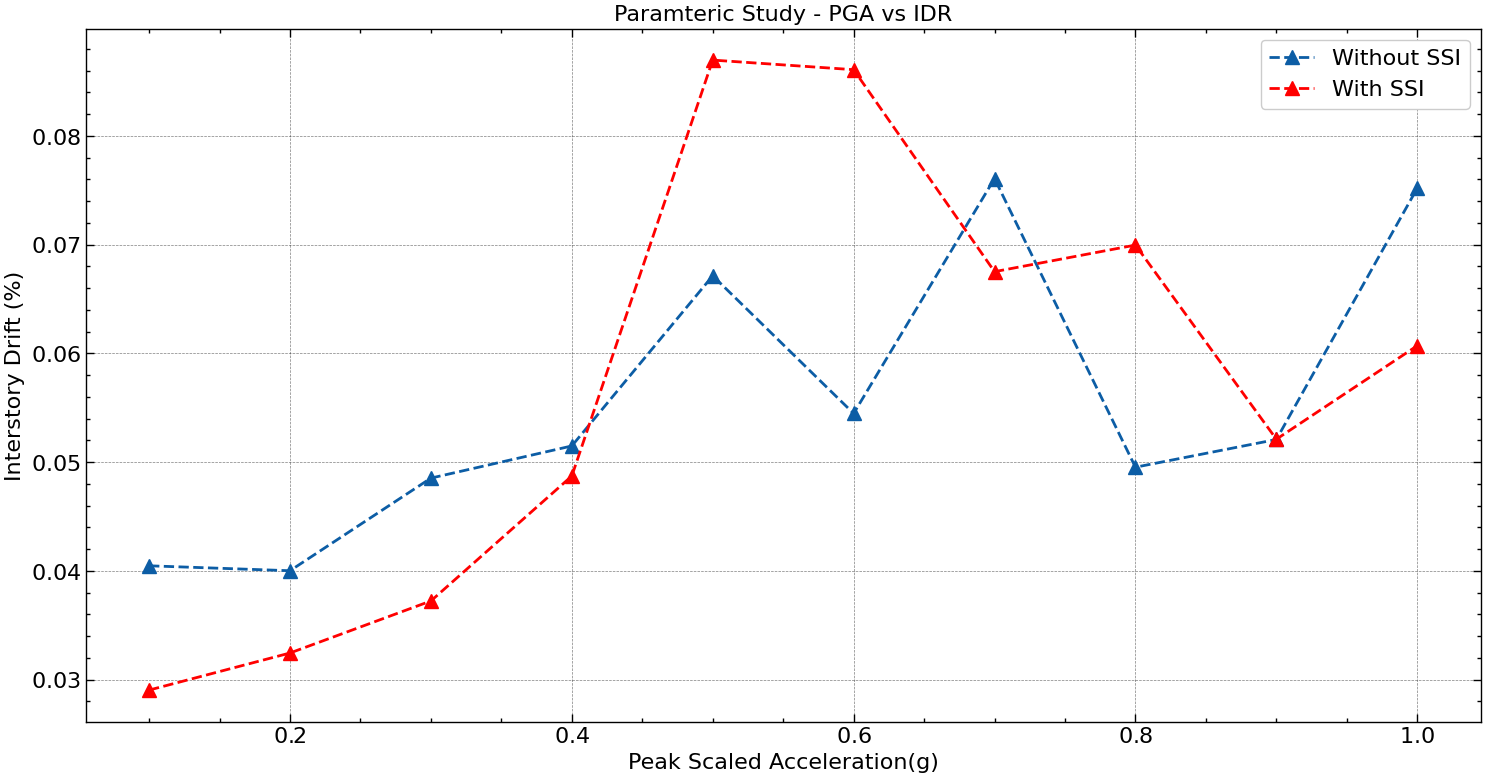 Paramteric Study - PGA vs IDR
Without SSI
With SSI
Interstory Drift (%)
0.08
0.07
0.06
0.05
0.04
0.03
0.2 0.4 0.6 0.8 1.0
Peak Scaled Acceleration(g)